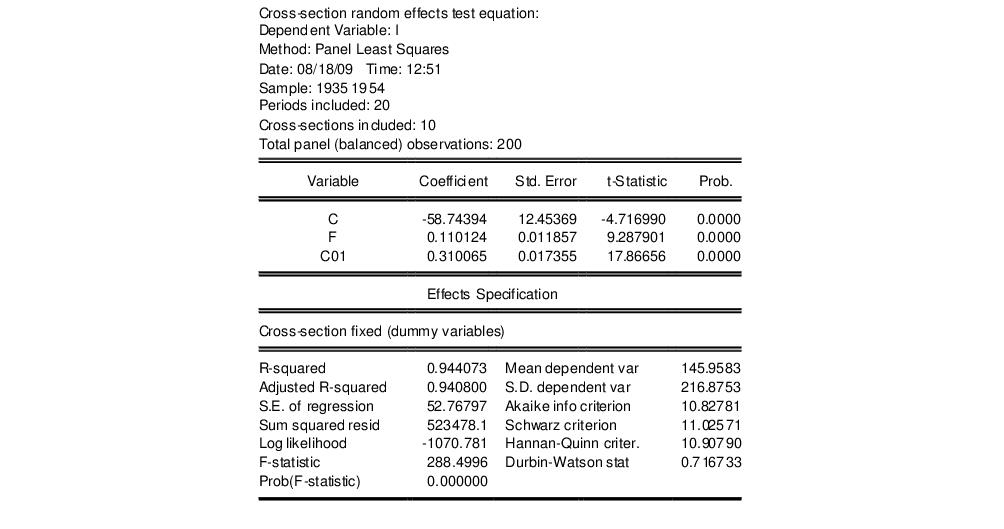 Cross-section random effects test equation:
Dependent Variable: I
Method: Panel Least Squares
Date: 08/18/09 Time: 12:51
Sample: 1935 1954
Periods included: 20
Cross-sections included: 10
Total panel (balanced) observations: 200
Variable Coefficient Std. Error t-Statistic Prob.
C -58.74394 12.45369 -4.716990 0.0000
F 0.110124 0.011857 9.287901 0.0000
C01 0.310065 0.017355 17.86656 0.0000
Effects Specification
Cross-section fixed (dummy variables)
R-squared 0.944073 Mean dependent var 145.9583
Adjusted R-squared 0.940800 S.D. dependent var 216.8753
S.E. of regression 52.76797 Akaike info criterion 10.82781
Sum squared resid 523478.1 Schwarz criterion 11.02571
Log likelihood -1070.781 Hannan-Quinn criter. 10.90790
F-statistic 288.4996 Durbin-Watson stat 0.716733
Prob(F-statistic) 0.000000